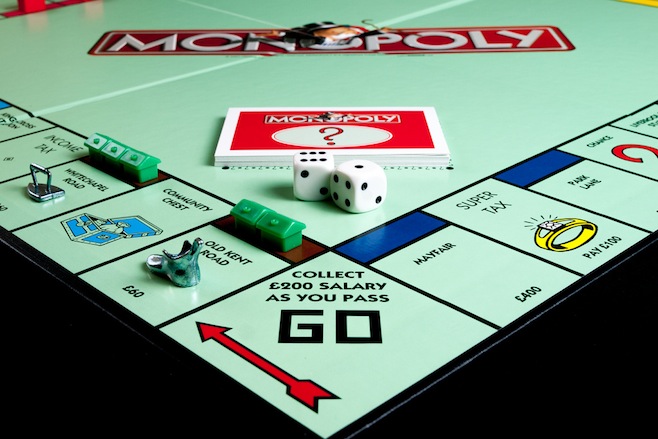 MONOPOLY
MONOPOLY
?
INCOME
TAX
WHITECHAPEL
ROAD
COMMUNITY
CHEST
OLD KENT
ROAD
£60
COLLECT
£200 SALARY
AS YOU PASS
GO
MAYFAIR
£400
SUPER
TAX
PAY £100
PARK
LANE
CHANCE
?